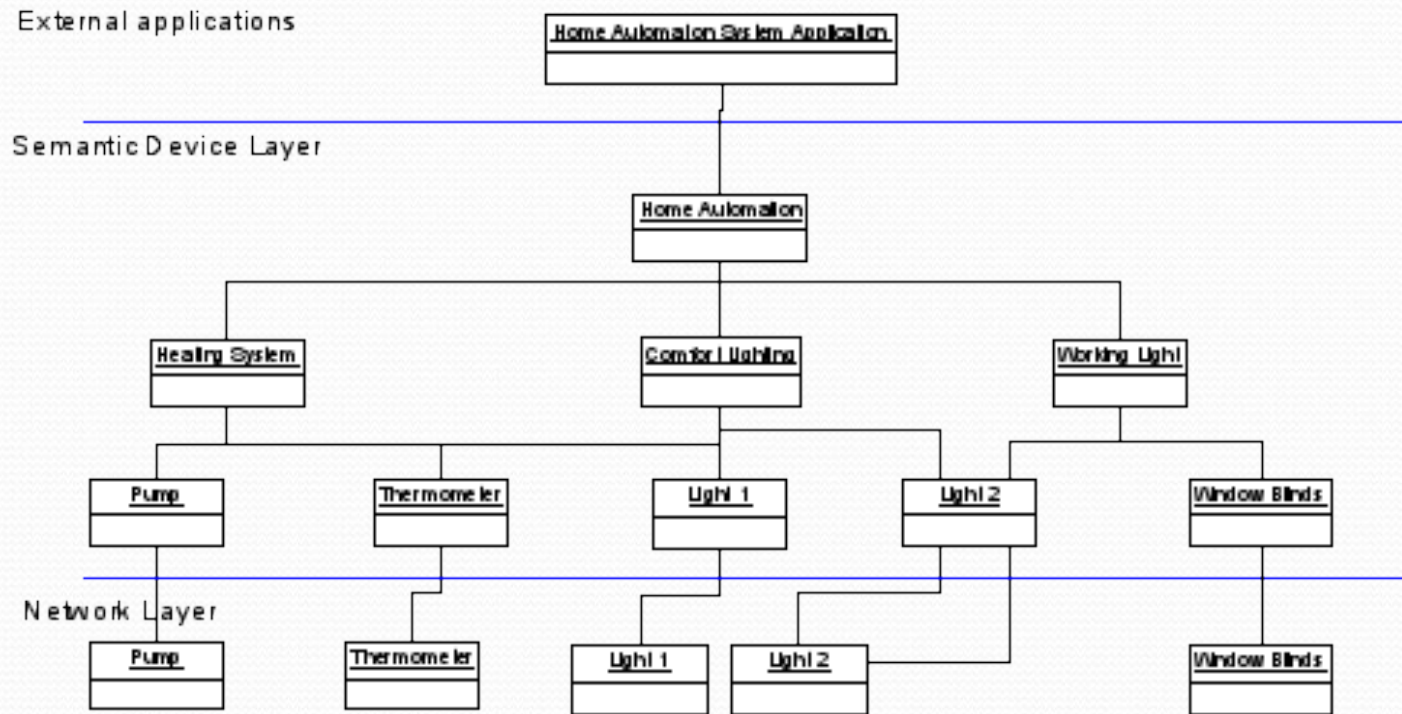 External applications
Home Automation System Application
Semantic Device Layer
Home Automation
Heating System
Comfort Lighting
Working Light
Pump
Thermometer
Light 1
Light 2
Window Blinds
Network Layer
Pump
Thermometer
Light 1
Light 2
Window Blinds